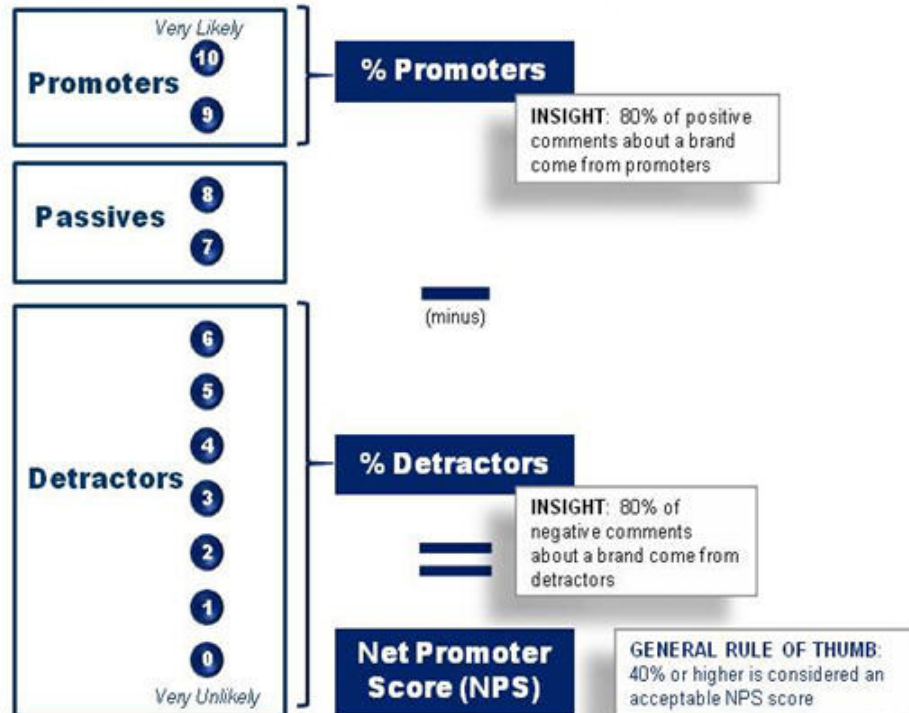 Very Likely
10
Promoters
9
% Promoters
INSIGHT: 80% of positive
comments about a brand
come from promoters
8
Passives
7
(minus)
6
5
4
Detractors
3
2
1
0
Very Unlikely
% Detractors
INSIGHT: 80% of
negative comments
about a brand come from
detractors
Net Promoter
Score (NPS)
GENERAL RULE OF THUMB:
40% or higher is considered an
acceptable NPS score